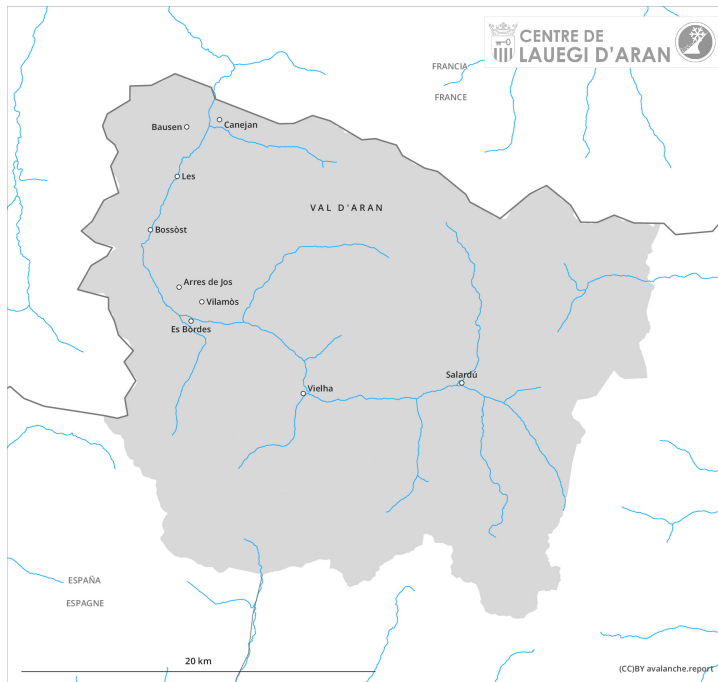 CENTRE DE
LAUEGI D'ARAN
FRANCIA
FRANCE
Canejan
Bausen
Les
VAL D'ARAN
Bossòst
Arres de Jos
Vilamòs
Es Bòrdes
Salardú
Vielha
ESPAÑA
ESPAGNE
20 km
(CC)BY avalanche.report